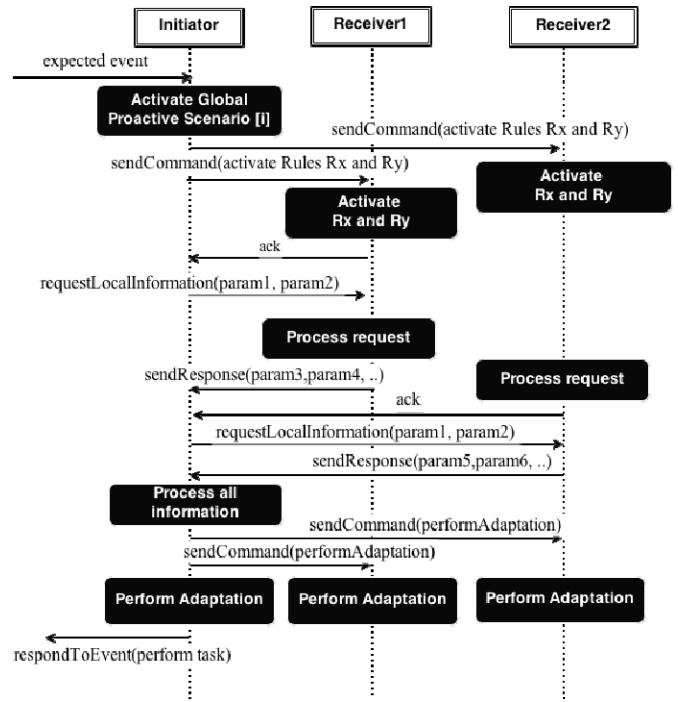 Initiator
Receiver1
Receiver2
expected event
Activate Global
Proactive Scenario [i]
sendCommand(activate Rules Rx and Ry)
sendCommand(activate Rules Rx and Ry)
Activate
Rx and Ry
Activate
Rx and Ry
ack
requestLocalInformation(param1, param2)
Process request
sendResponse(param3,param4, ..)
Process request
ack
requestLocalInformation(param1, param2)
sendResponse(param5,param6, ..)
Process all
information
sendCommand(performAdaptation)
sendCommand(performAdaptation)
Perform Adaptation
Perform Adaptation
Perform Adaptation
respondToEvent(perform task)